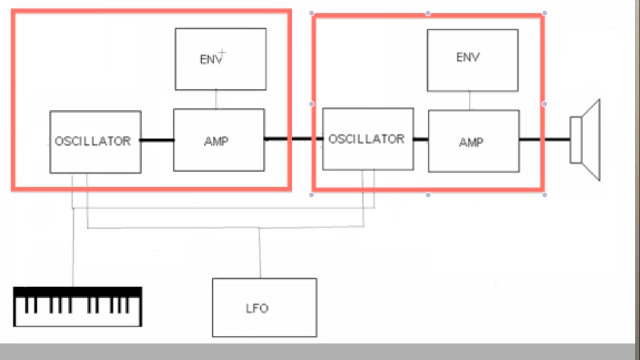 ENV
ENV
OSCILLATOR
AMP
OSCILLATOR
AMP
LFO